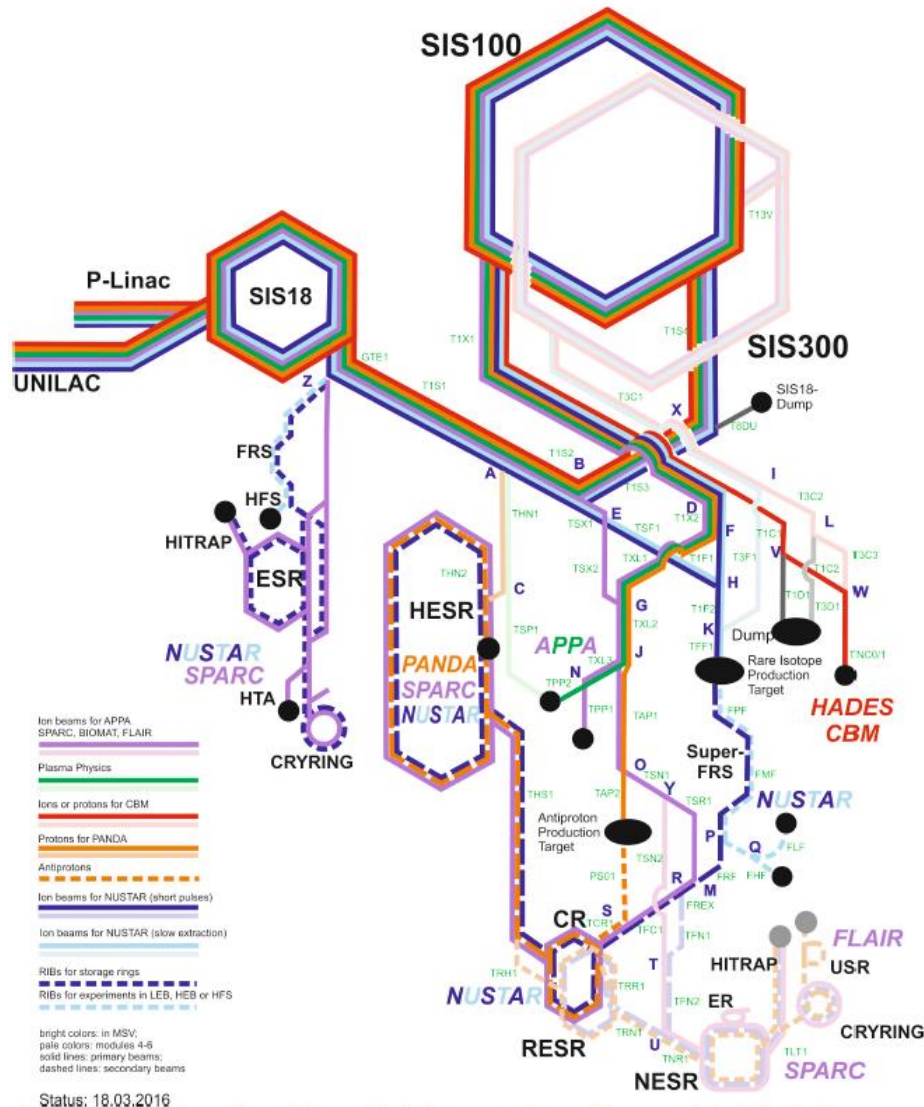 SIS100
T13V
P-Linac
SIS18
UNILAC
GTE1
T1X1
T1S4
SIS300
Z
T1S1
T3C1
X
SIS18-
Dump
T8DU
FRS
HFS
HITRAP
ESR
A
T1S2
B
T1S3
I
T3C2
THN1
TSX1
E
TSF1
D
T1X2
F
T1C1
L
V
T1C2
T3C3
W
THN2
TSX2
TXL1
T1F1
T3F1
H
T1D1
T3D1
HESR
C
TSP1
G
TXL2
T1F2
K
TFF1
Dump
TNC0/1
NUSTAR
SPARC
PANDA
SPARC
NUSTAR
APPA
J
N
TXL3
TPP2
TPP1
Rare Isotope
Production
Target
HADES
CBM
HTA
CRYRING
TAP1
FPF
Super-
FRS
FMF
O
TSN1
Y
TSR1
NUSTAR
THS1
TAP2
Antiproton
Production
Target
TSN2
P
Q
FLF
FHF
PS01
R
M
FRF
FREX
S
CR
TCR1
TFC1
TFN1
T
TRH1
TRR1
TFN2
NUSTAR
RESR
TRN1
U
TNR1
NESR
ER
HITRAP
FLAIR
USR
CRYRING
TLT1
SPARC
Ion beams for APPA
SPARC, BIOMAT, FLAIR
Plasma Physics
Ions or protons for CBM
Protons for PANDA
Antiprotons
Ion beams for NUSTAR (short pulses)
Ion beams for NUSTAR (slow extraction)
RIBs for storage rings
RIBs for experiments in LEB, HEB or HFS
bright colors: in MSV;
pale colors: modules 4-6
solid lines: primary beams;
dashed lines: secondary beams
Status: 18.03.2016